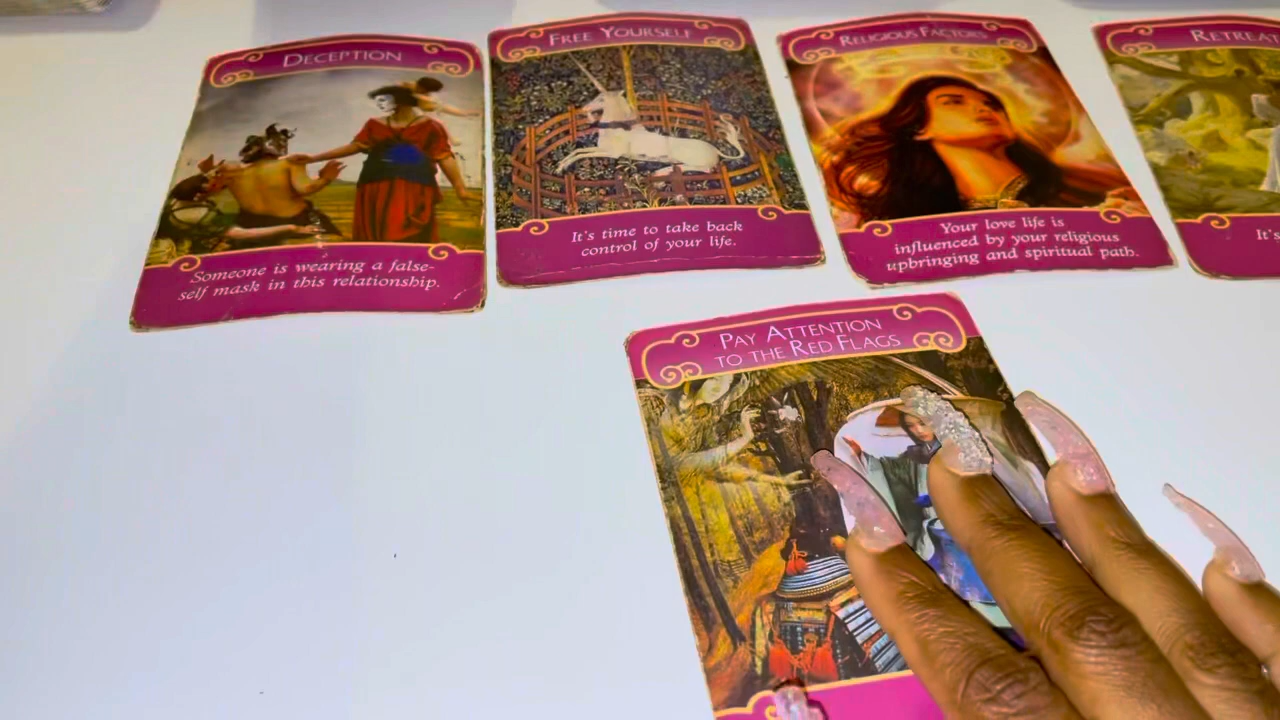 DECEPTION
Someone is wearing a false-
self mask in this relationship.
FREE YOURSELF
It's time to take back
control of your life.
RELIGIOUS FACTORS
Your love life is
influenced by your religious
upbringing and spiritual path.
RETREAT
It's
PAY ATTENTION
TO THE RED FLAGS